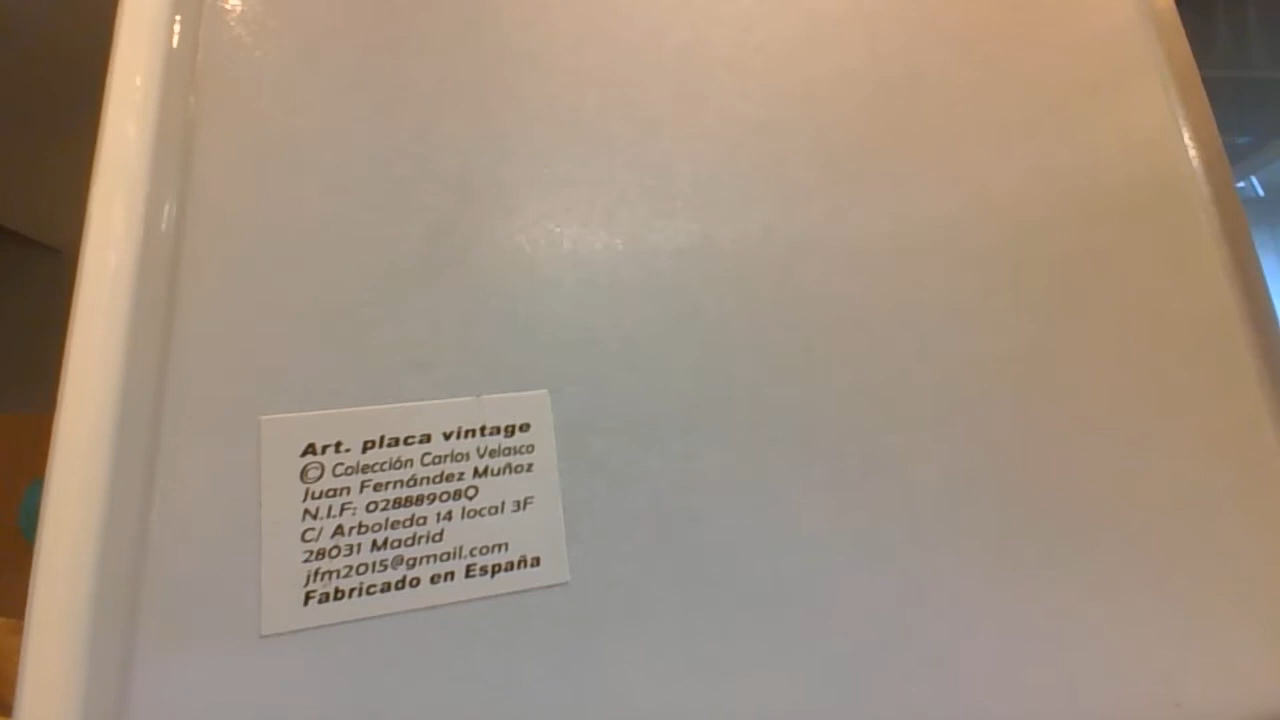 Art. placa vintage
© Colección Carlos Velasco
Juan Fernández Muñoz
N.I.F: 02888908Q
C/ Arboleda 14 local 3F
28031 Madrid
jfm2015@gmail.com
Fabricado en España